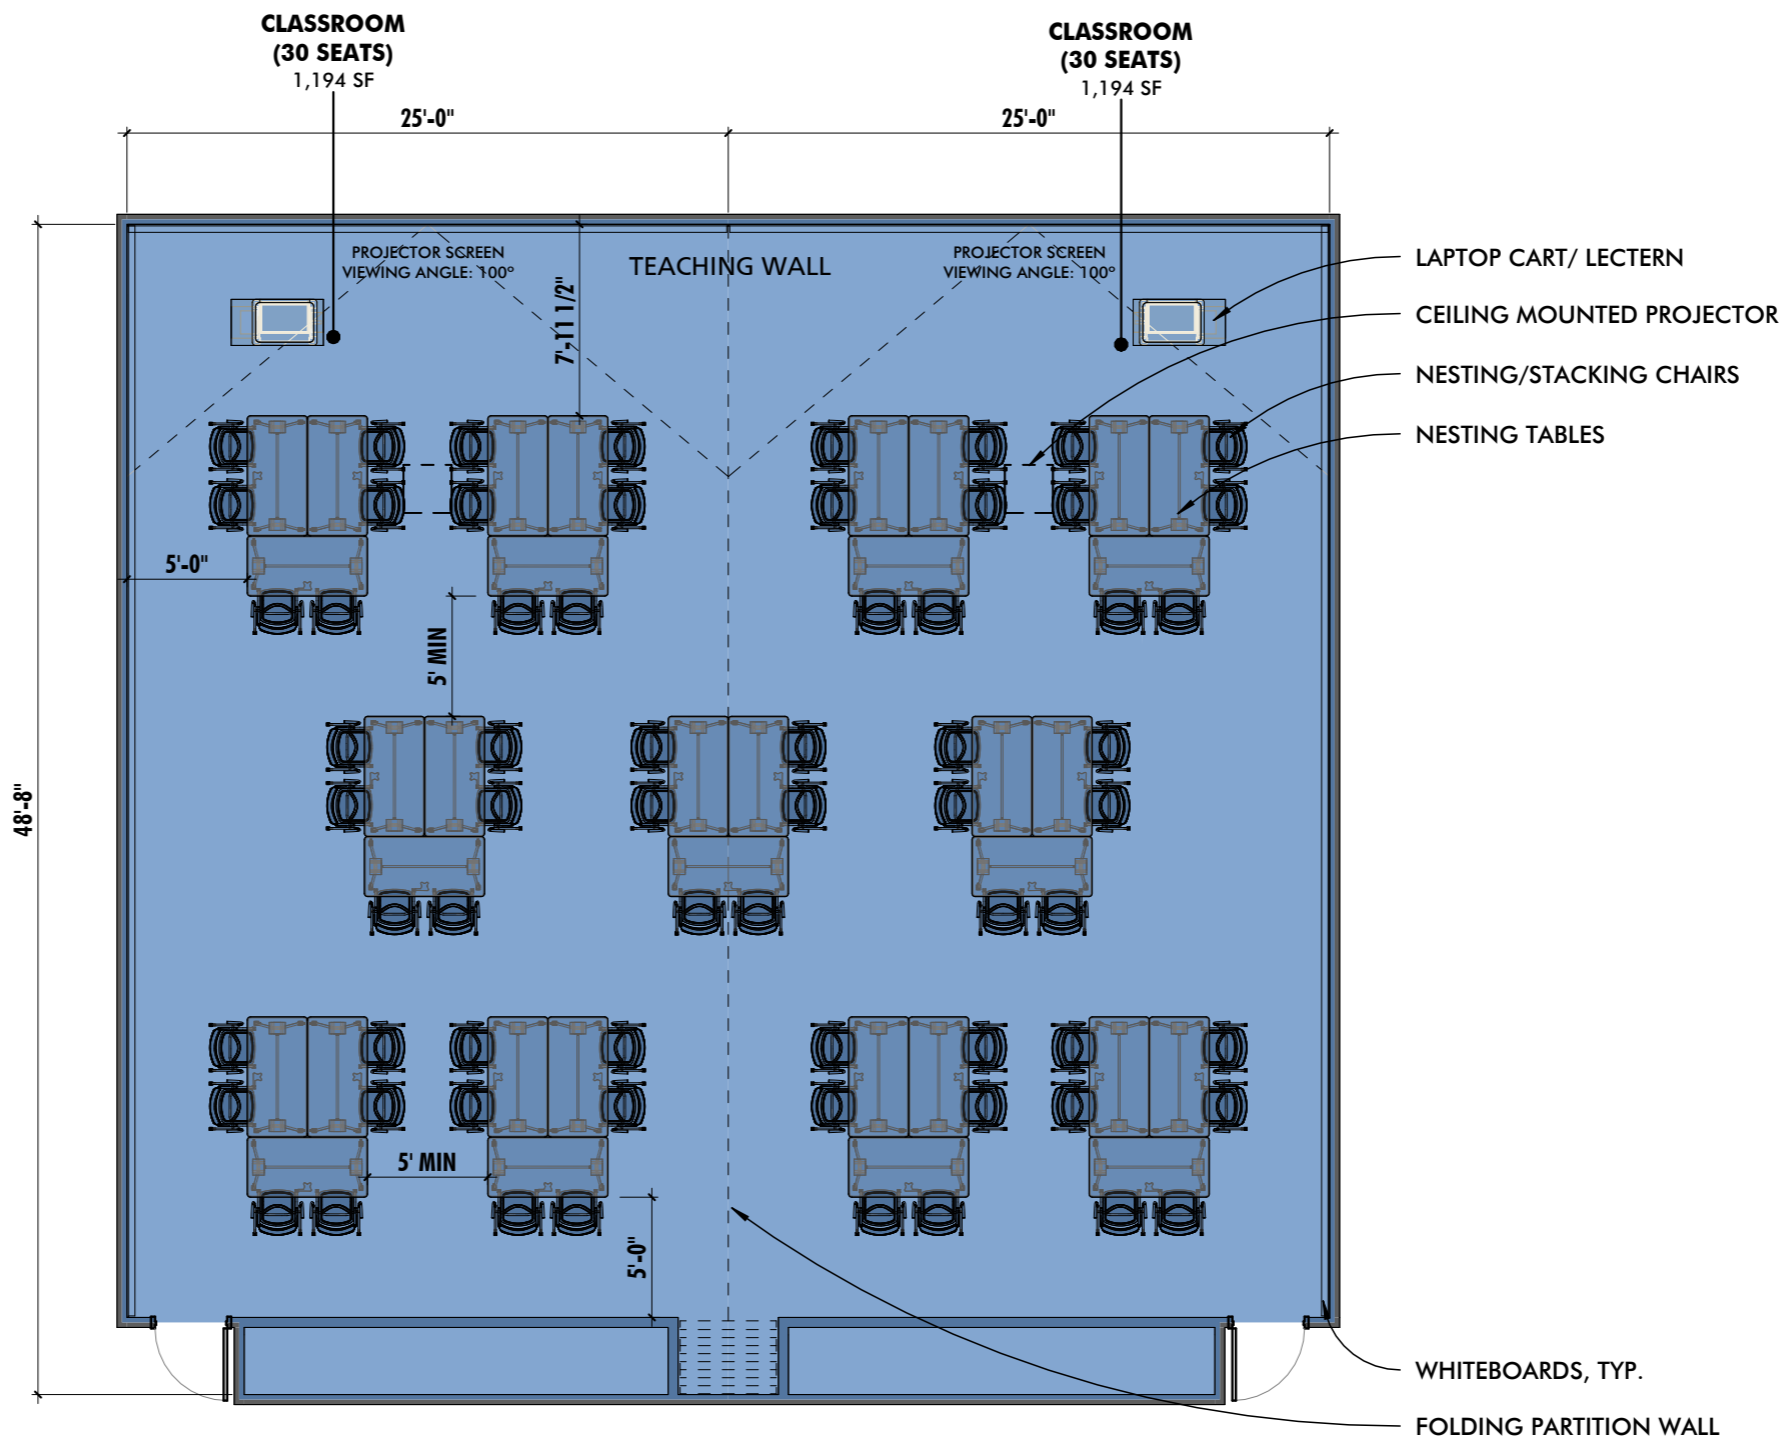 CLASSROOM
(30 SEATS)
1,194 SF
CLASSROOM
(30 SEATS)
1,194 SF
25'-0"
25'-0"
PROJECTOR SCREEN
VIEWING ANGLE: 100º
TEACHING WALL
PROJECTOR SCREEN
VIEWING ANGLE: 100º
7'-11 1/2"
LAPTOP CART/ LECTERN
CEILING MOUNTED PROJECTOR
NESTING/STACKING CHAIRS
NESTING TABLES
5'-0"
5' MIN
48'-8"
5' MIN
5'-0"
WHITEBOARDS, TYP.
FOLDING PARTITION WALL